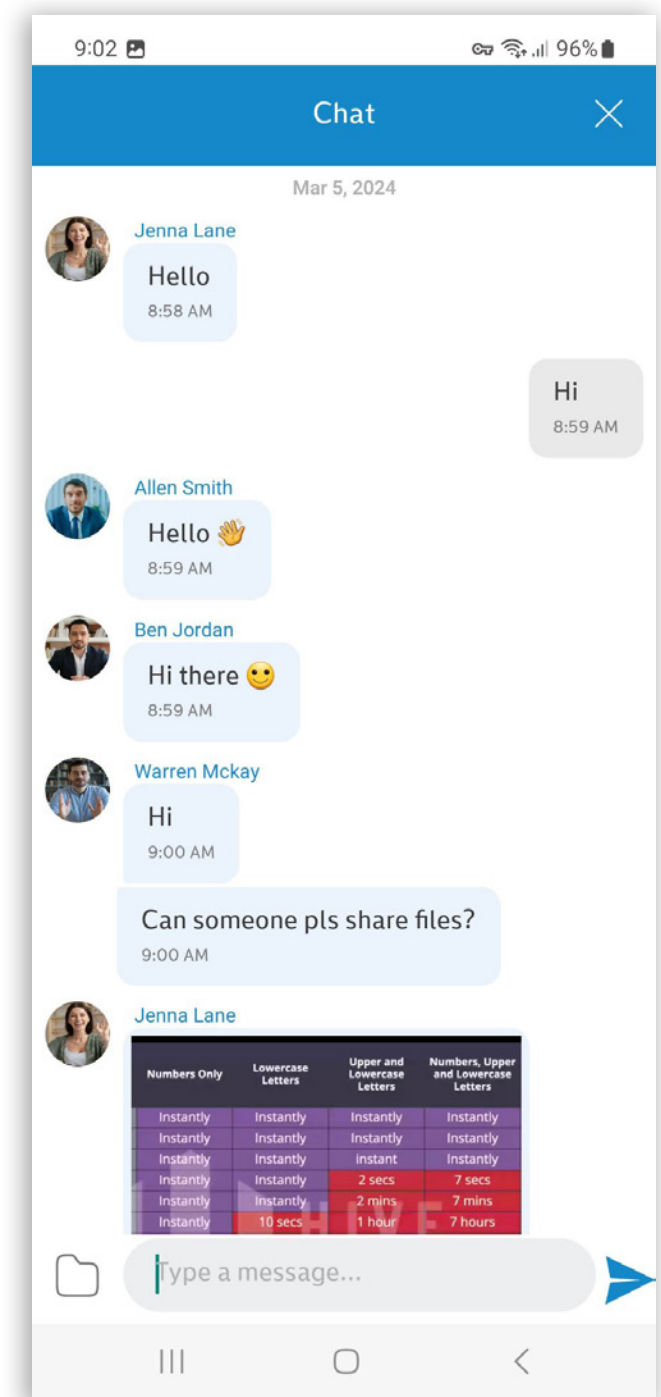 9:02 96%
Chat
Mar 5, 2024
Jenna Lane
Hello
8:58 AM
Hi
8:59 AM
Allen Smith
Hello 👋
8:59 AM
Ben Jordan
Hi there 🙂
8:59 AM
Warren Mckay
Hi
9:00 AM
Can someone pls share files?
9:00 AM
Jenna Lane
Numbers Only Lowercase Letters Upper and Lowercase Letters Numbers, Upper and Lowercase Letters
Instantly Instantly Instantly Instantly
Instantly Instantly Instantly Instantly
Instantly Instantly instant Instantly
Instantly Instantly 2 secs 7 secs
Instantly Instantly 2 mins 7 mins
Instantly 10 secs 1 hour 7 hours
HIVE
Type a message...